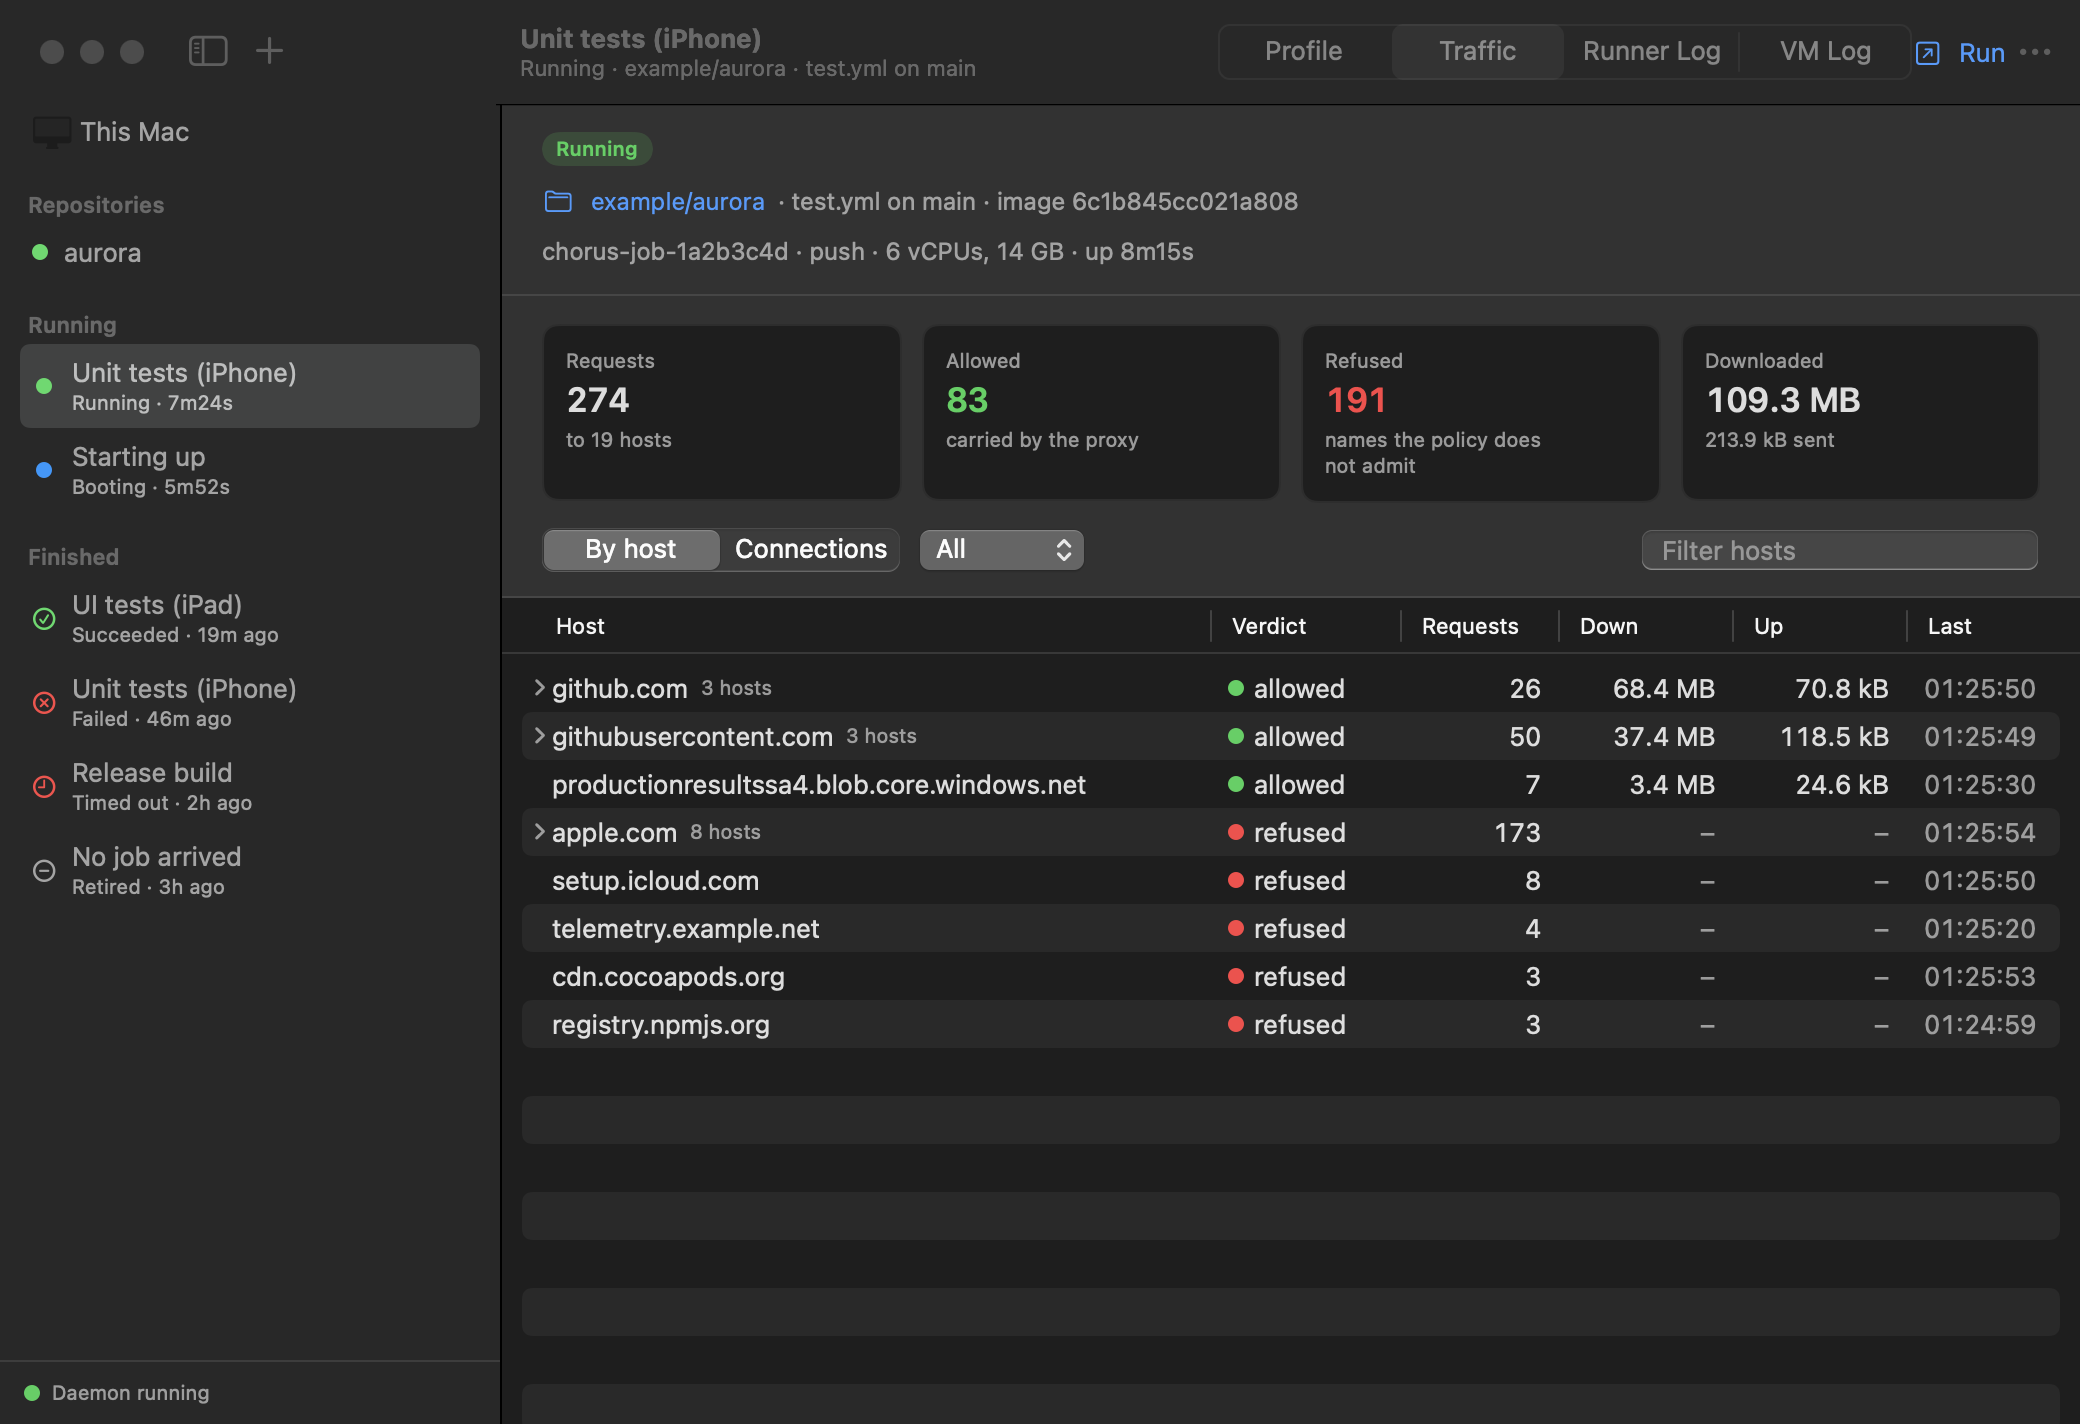 Unit tests (iPhone)
Running · example/aurora · test.yml on main
Profile
Traffic
Runner Log
VM Log
Run
This Mac
Repositories
aurora
Running
Unit tests (iPhone)
Running · 7m24s
Starting up
Booting · 5m52s
Finished
UI tests (iPad)
Succeeded · 19m ago
Unit tests (iPhone)
Failed · 46m ago
Release build
Timed out · 2h ago
No job arrived
Retired · 3h ago
Daemon running
Running
example/aurora · test.yml on main · image 6c1b845cc021a808
chorus-job-1a2b3c4d · push · 6 vCPUs, 14 GB · up 8m15s
Requests
274
to 19 hosts
Allowed
83
carried by the proxy
Refused
191
names the policy does
not admit
Downloaded
109.3 MB
213.9 kB sent
By host
Connections
All
Filter hosts
Host Verdict Requests Down Up Last
github.com 3 hosts allowed 26 68.4 MB 70.8 kB 01:25:50
githubusercontent.com 3 hosts allowed 50 37.4 MB 118.5 kB 01:25:49
productionresultssa4.blob.core.windows.net allowed 7 3.4 MB 24.6 kB 01:25:30
apple.com 8 hosts refused 173 – – 01:25:54
setup.icloud.com refused 8 – – 01:25:50
telemetry.example.net refused 4 – – 01:25:20
cdn.cocoapods.org refused 3 – – 01:25:53
registry.npmjs.org refused 3 – – 01:24:59